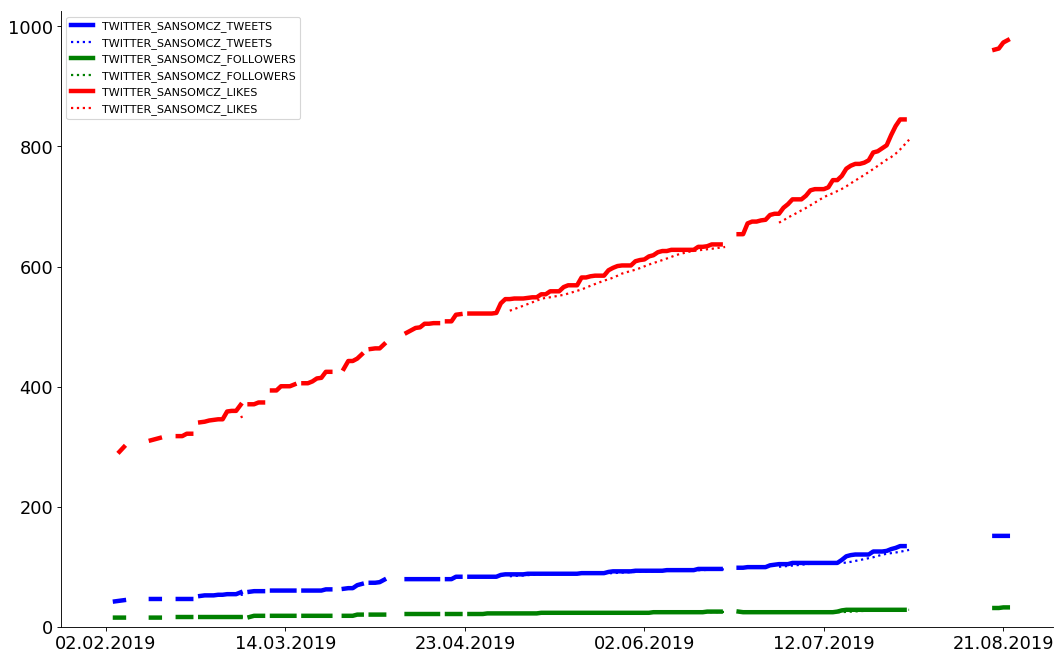 1000
800
600
400
200
0
TWITTER_SANSOMCZ_TWEETS
TWITTER_SANSOMCZ_TWEETS
TWITTER_SANSOMCZ_FOLLOWERS
TWITTER_SANSOMCZ_FOLLOWERS
TWITTER_SANSOMCZ_LIKES
TWITTER_SANSOMCZ_LIKES
02.02.2019 14.03.2019 23.04.2019 02.06.2019 12.07.2019 21.08.2019